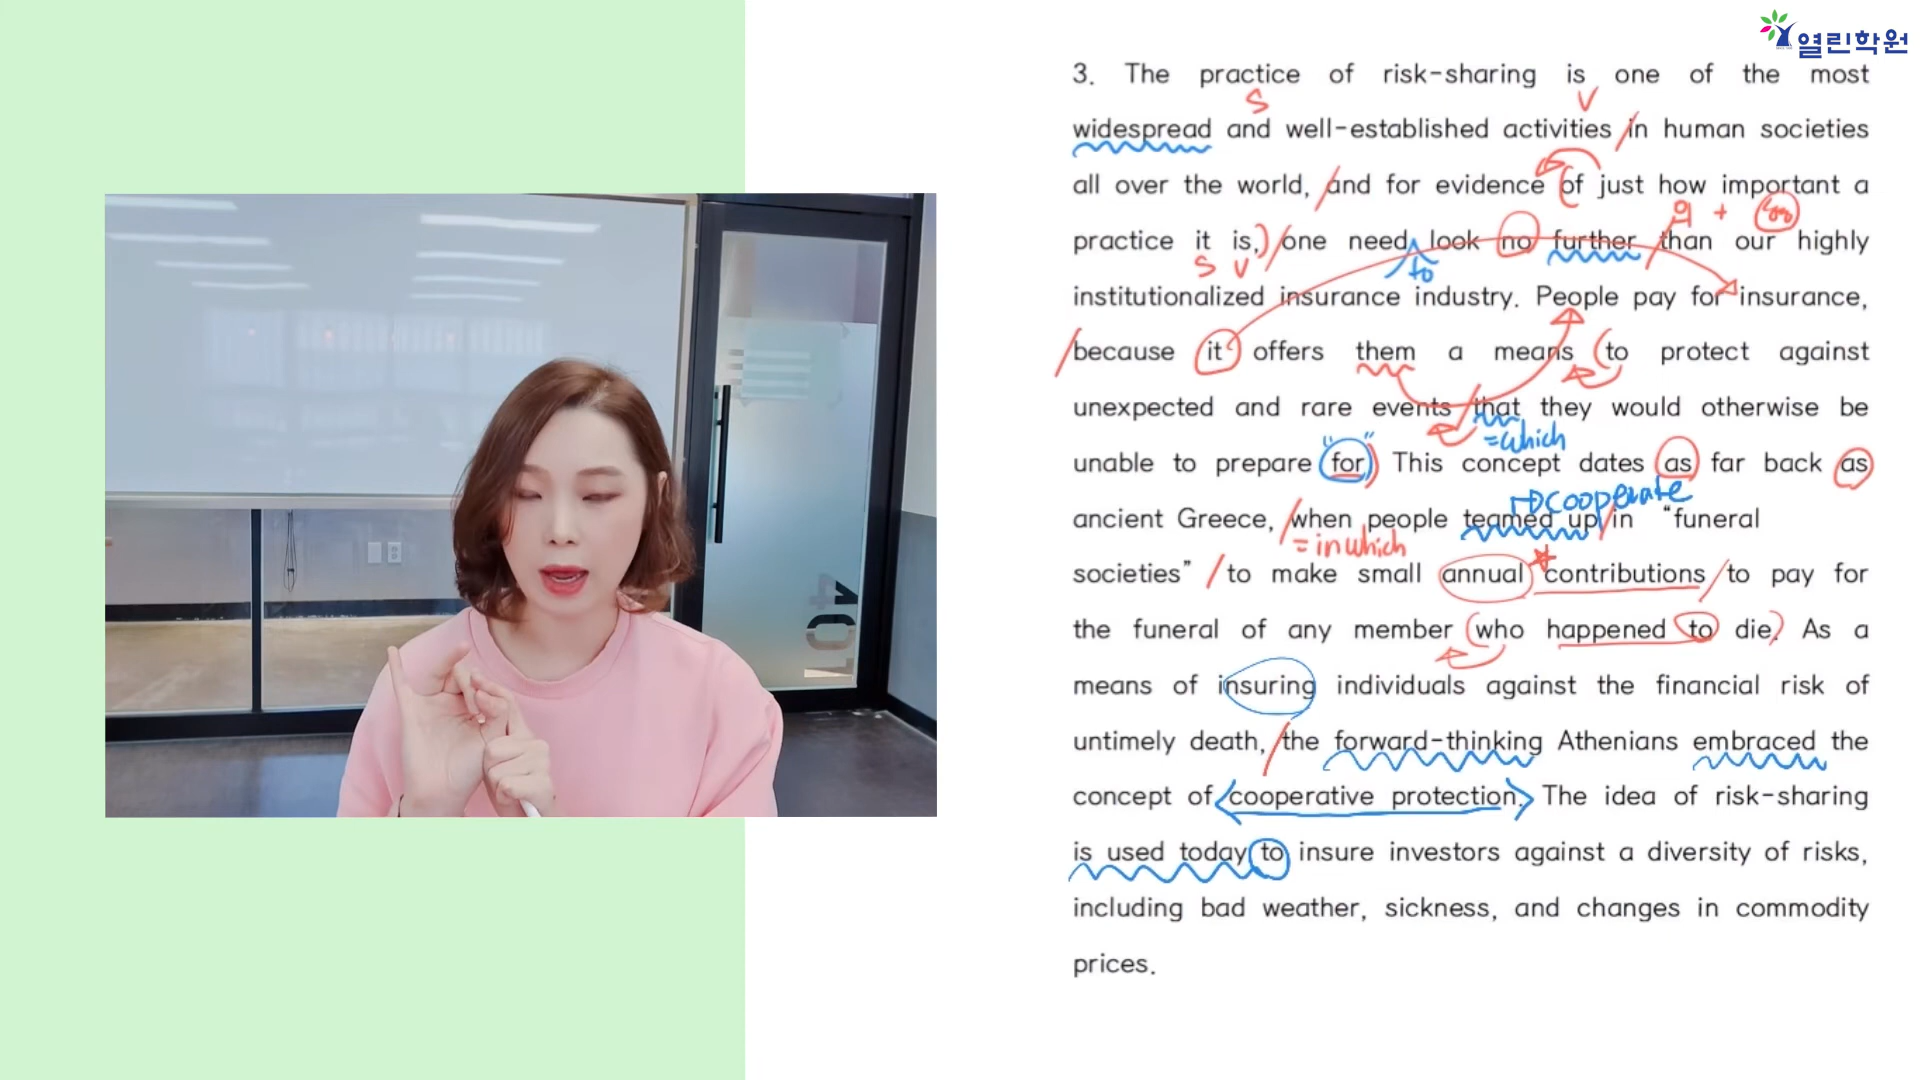 열린학원
3. The practice of risk-sharing is one of the most
S V
widespread and well-established activities in human societies
all over the world, and for evidence of just how important a
practice it is, one need look no further than our highly
S V to
institutionalized insurance industry. People pay for insurance,
because it offers them a means to protect against
unexpected and rare events that they would otherwise be
=which
unable to prepare for. This concept dates as far back as
cooperate
ancient Greece, when people teamed up in “funeral
= in which
societies” to make small annual contributions to pay for
the funeral of any member who happened to die. As a
means of insuring individuals against the financial risk of
untimely death, the forward-thinking Athenians embraced the
concept of cooperative protection. The idea of risk-sharing
is used today to insure investors against a diversity of risks,
including bad weather, sickness, and changes in commodity
prices.
401